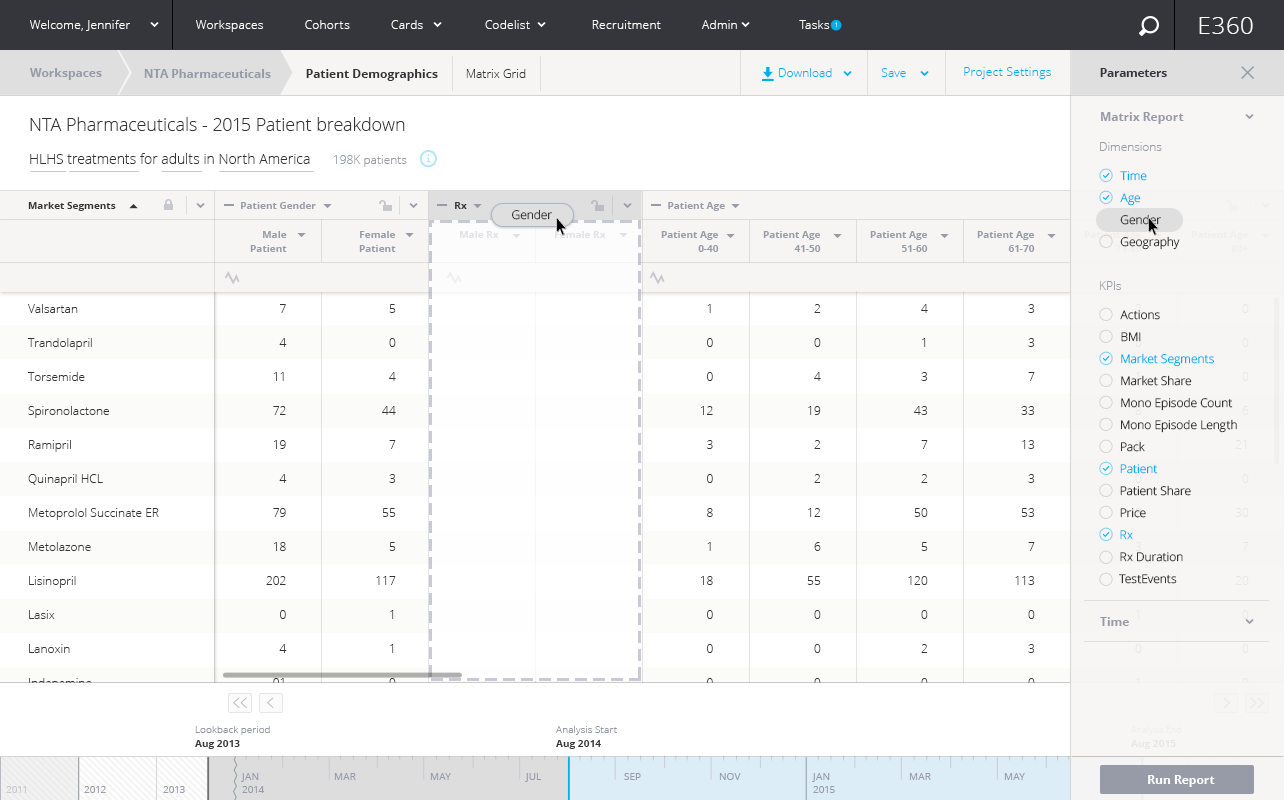 Welcome, Jennifer Workspaces Cohorts Cards Codelist Recruitment Admin Tasks E360
Workspaces NTA Pharmaceuticals Patient Demographics Matrix Grid Download Save Project Settings Parameters
NTA Pharmaceuticals - 2015 Patient breakdown
HLHS treatments for adults in North America 198K patients
Market Segments Patient Gender Rx Gender Patient Age
Male Patient Female Patient Male Rx Female Rx Patient Age 0-40 Patient Age 41-50 Patient Age 51-60 Patient Age 61-70
Valsartan 7 5 1 2 4 3
Trandolapril 4 0 0 0 1 3
Torsemide 11 4 0 4 3 7
Spironolactone 72 44 12 19 43 33
Ramipril 19 7 3 2 7 13
Quinapril HCL 4 3 0 2 2 3
Metoprolol Succinate ER 79 55 8 12 50 53
Metolazone 18 5 1 6 5 7
Lisinopril 202 117 18 55 120 113
Lasix 0 1 0 0 0 0
Lanoxin 4 1 0 0 2 3
Matrix Report
Dimensions
Time
Age
Gender
Geography
KPIs
Actions
BMI
Market Segments
Market Share
Mono Episode Count
Mono Episode Length
Pack
Patient
Patient Share
Price
Rx
Rx Duration
TestEvents
Time
Run Report
Lookback period
Aug 2013
Analysis Start
Aug 2014
Aug 2015
2011 2012 2013 JAN 2014 MAR MAY JUL SEP NOV JAN 2015 MAR MAY